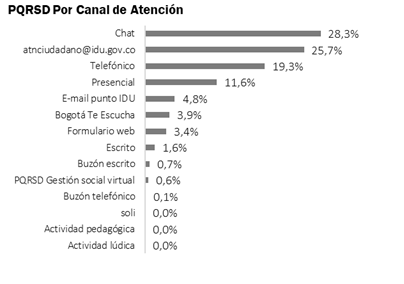 PQRSD Por Canal de Atención
Chat 28,3%
atnciudadano@idu.gov.co 25,7%
Telefónico 19,3%
Presencial 11,6%
E-mail punto IDU 4,8%
Bogotá Te Escucha 3,9%
Formulario web 3,4%
Escrito 1,6%
Buzón escrito 0,7%
PQRSD Gestión social virtual 0,6%
Buzón telefónico 0,1%
soli 0,0%
Actividad pedagógica 0,0%
Actividad lúdica 0,0%